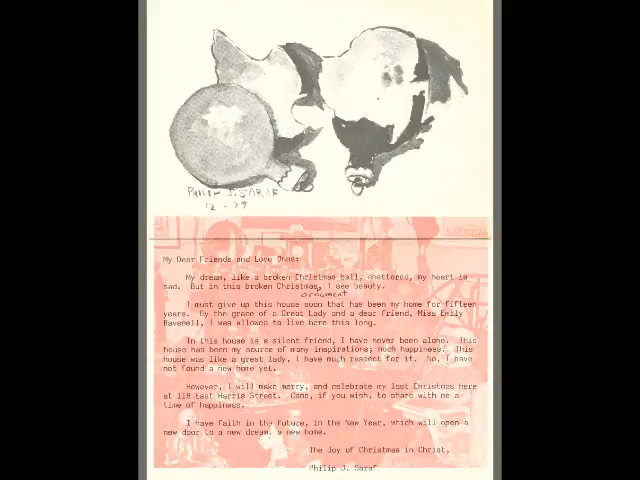 PHILIP J. SARAF
12 - 79
My Dear Friends and Love Ones:
My dream, like a broken Christmas ball, shattered, my heart is
sad. But in this broken Christmas, I see beauty.
ornament
I must give up this house soon that has been my home for fifteen
years. By the grace of a Great Lady and a dear friend, Miss Emily
Ravenell, I was allowed to live here this long.
In this house is a silent friend, I have never been alone. This
house has been my source of many inspirations; much happiness. This
house was like a great lady, I have much respect for it. No, I have
not found a new home yet.
However, I will make merry, and celebrate my last Christmas here
at 118 East Harris Street. Come, if you wish, to share with me a
time of happiness.
I have faith in the future, in the New Year, which will open a
new door to a new dream, a new home.
The Joy of Christmas in Christ,
Philip J. Saraf